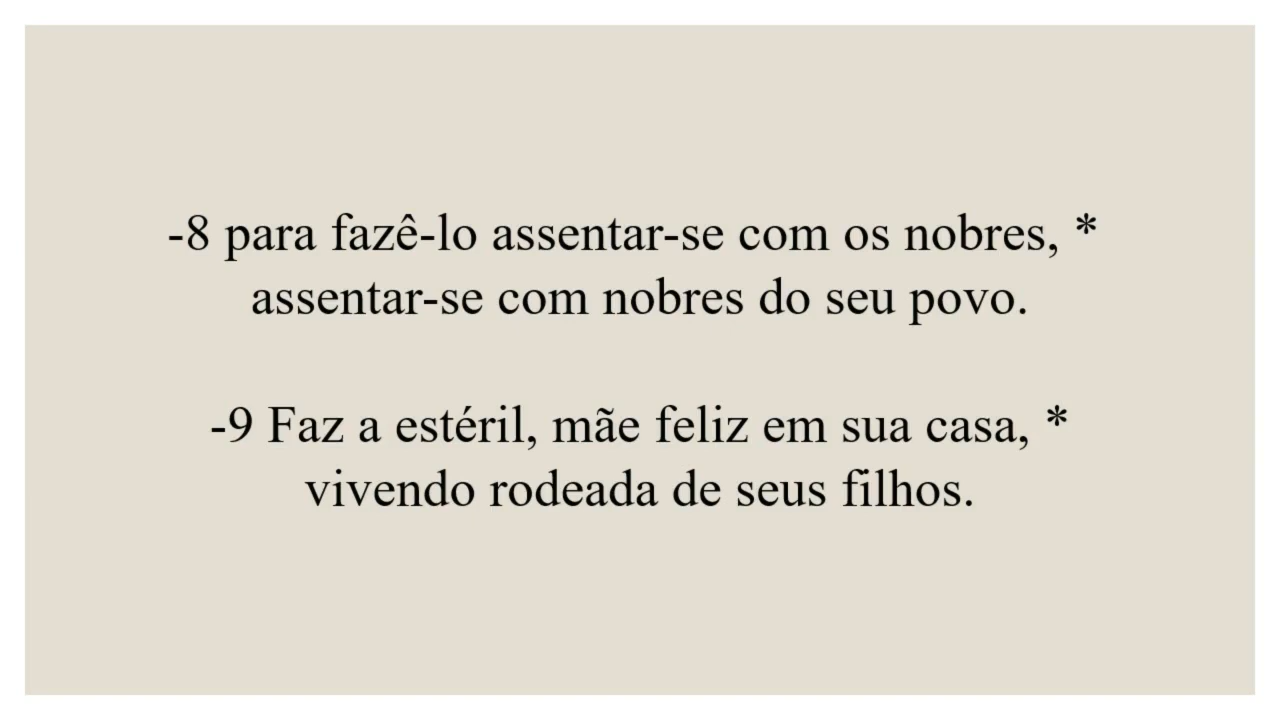 -8 para fazê-lo assentar-se com os nobres, *
assentar-se com nobres do seu povo.
-9 Faz a estéril, mãe feliz em sua casa, *
vivendo rodeada de seus filhos.